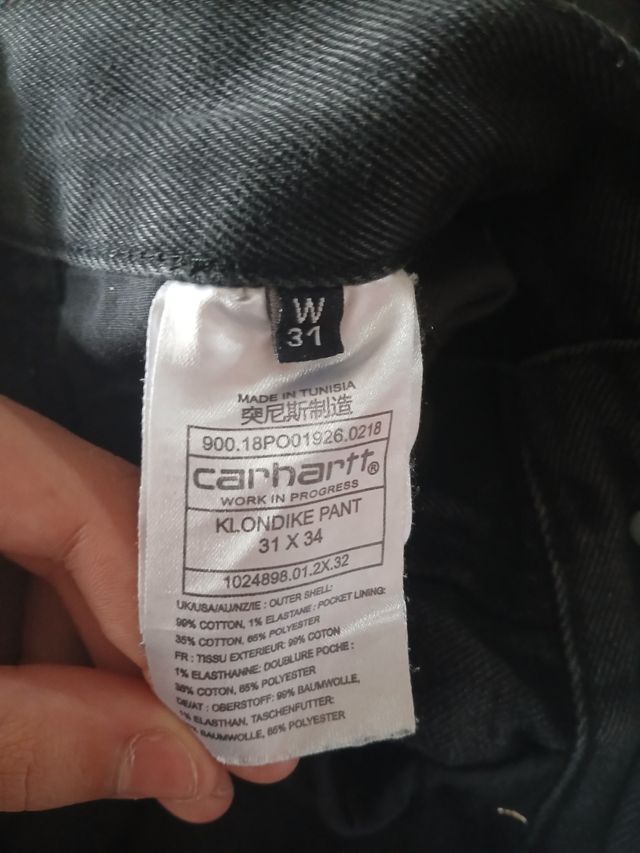 W
31
MADE IN TUNISIA
突尼斯制造
900.18PO01926.0218
carhartt®
WORK IN PROGRESS
KLONDIKE PANT
31 X 34
1024898.01.2X.32
UK/USA/AU/NZ/IE : OUTER SHELL:
99% COTTON, 1% ELASTANE: POCKET LINING:
35% COTTON, 65% POLYESTER
FR : TISSU EXTERIEUR: 99% COTON
1% ELASTHANNE: DOUBLURE POCHE :
35% COTON, 65% POLYESTER
DE/AT : OBERSTOFF: 99% BAUMWOLLE,
1% ELASTHAN, TASCHENFUTTER:
BAUMWOLLE, 65% POLYESTER